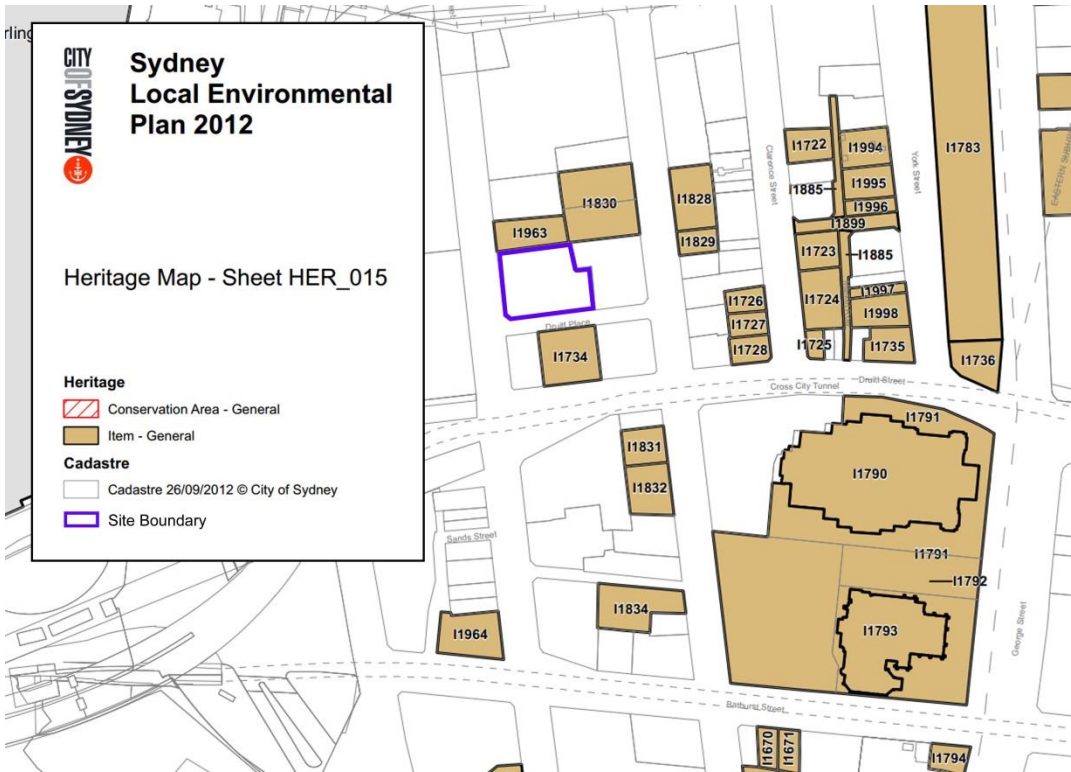 rling
CITY
OF
SYDNEY
Sydney
Local Environmental
Plan 2012
Heritage Map - Sheet HER_015
Heritage
Conservation Area - General
Item - General
Cadastre
Cadastre 26/09/2012 © City of Sydney
Site Boundary
Clarence Street
York Street
I1783
I1722
I1994
I1830
I1828
I1885
I1995
I1996
I1899
I1963
I1829
I1723
I1885
I1726
I1724
I1997
I1998
I1727
Druitt Place
I1734
I1728
I1725
I1735
I1736
Cross City Tunnel
Druitt Street
I1791
I1831
I1790
I1832
Sands Street
I1791
I1792
I1834
I1793
George Street
I1964
Bathurst Street
I1670
I1671
I1794